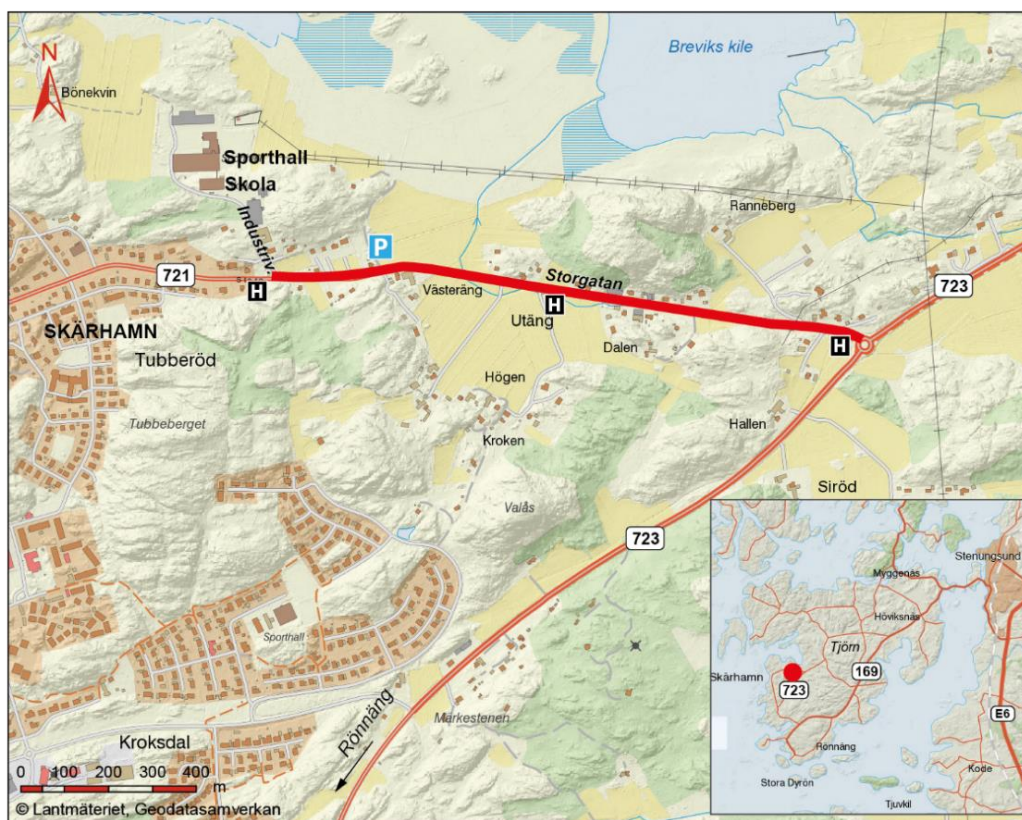 Breviks kile
N
Bönekvin
Sporthall
Skola
Industriv.
Ranneberg
P
721
H
Storgatan
723
Västeräng
H
Utäng
SKÄRHAMN
Tubberöd
Dalen
H
Högen
Tubbeberget
Kroken
Hallen
Siröd
Valås
723
Stenungsund
Myggenäs
Höviksnäs
Sporthall
Tjörn
Skärhamn
169
723
E6
Märkestenen
Rönnäng
Kroksdal
Rönnäng
Kode
Stora Dyrön
Tjuvkil
0 100 200 300 400
m
© Lantmäteriet, Geodatasamverkan